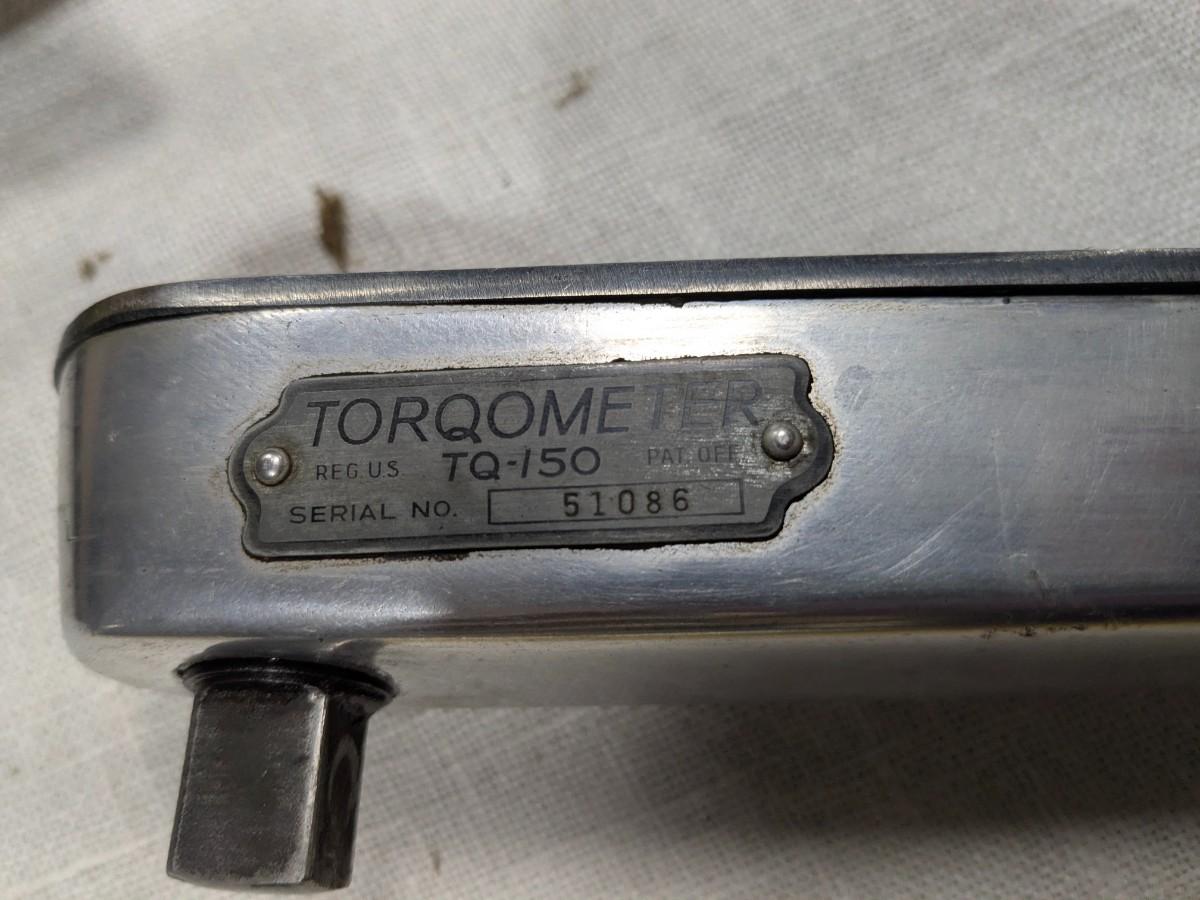 TORQOMETER
REG. U.S. TQ-150 PAT. OFF.
SERIAL NO. 51086